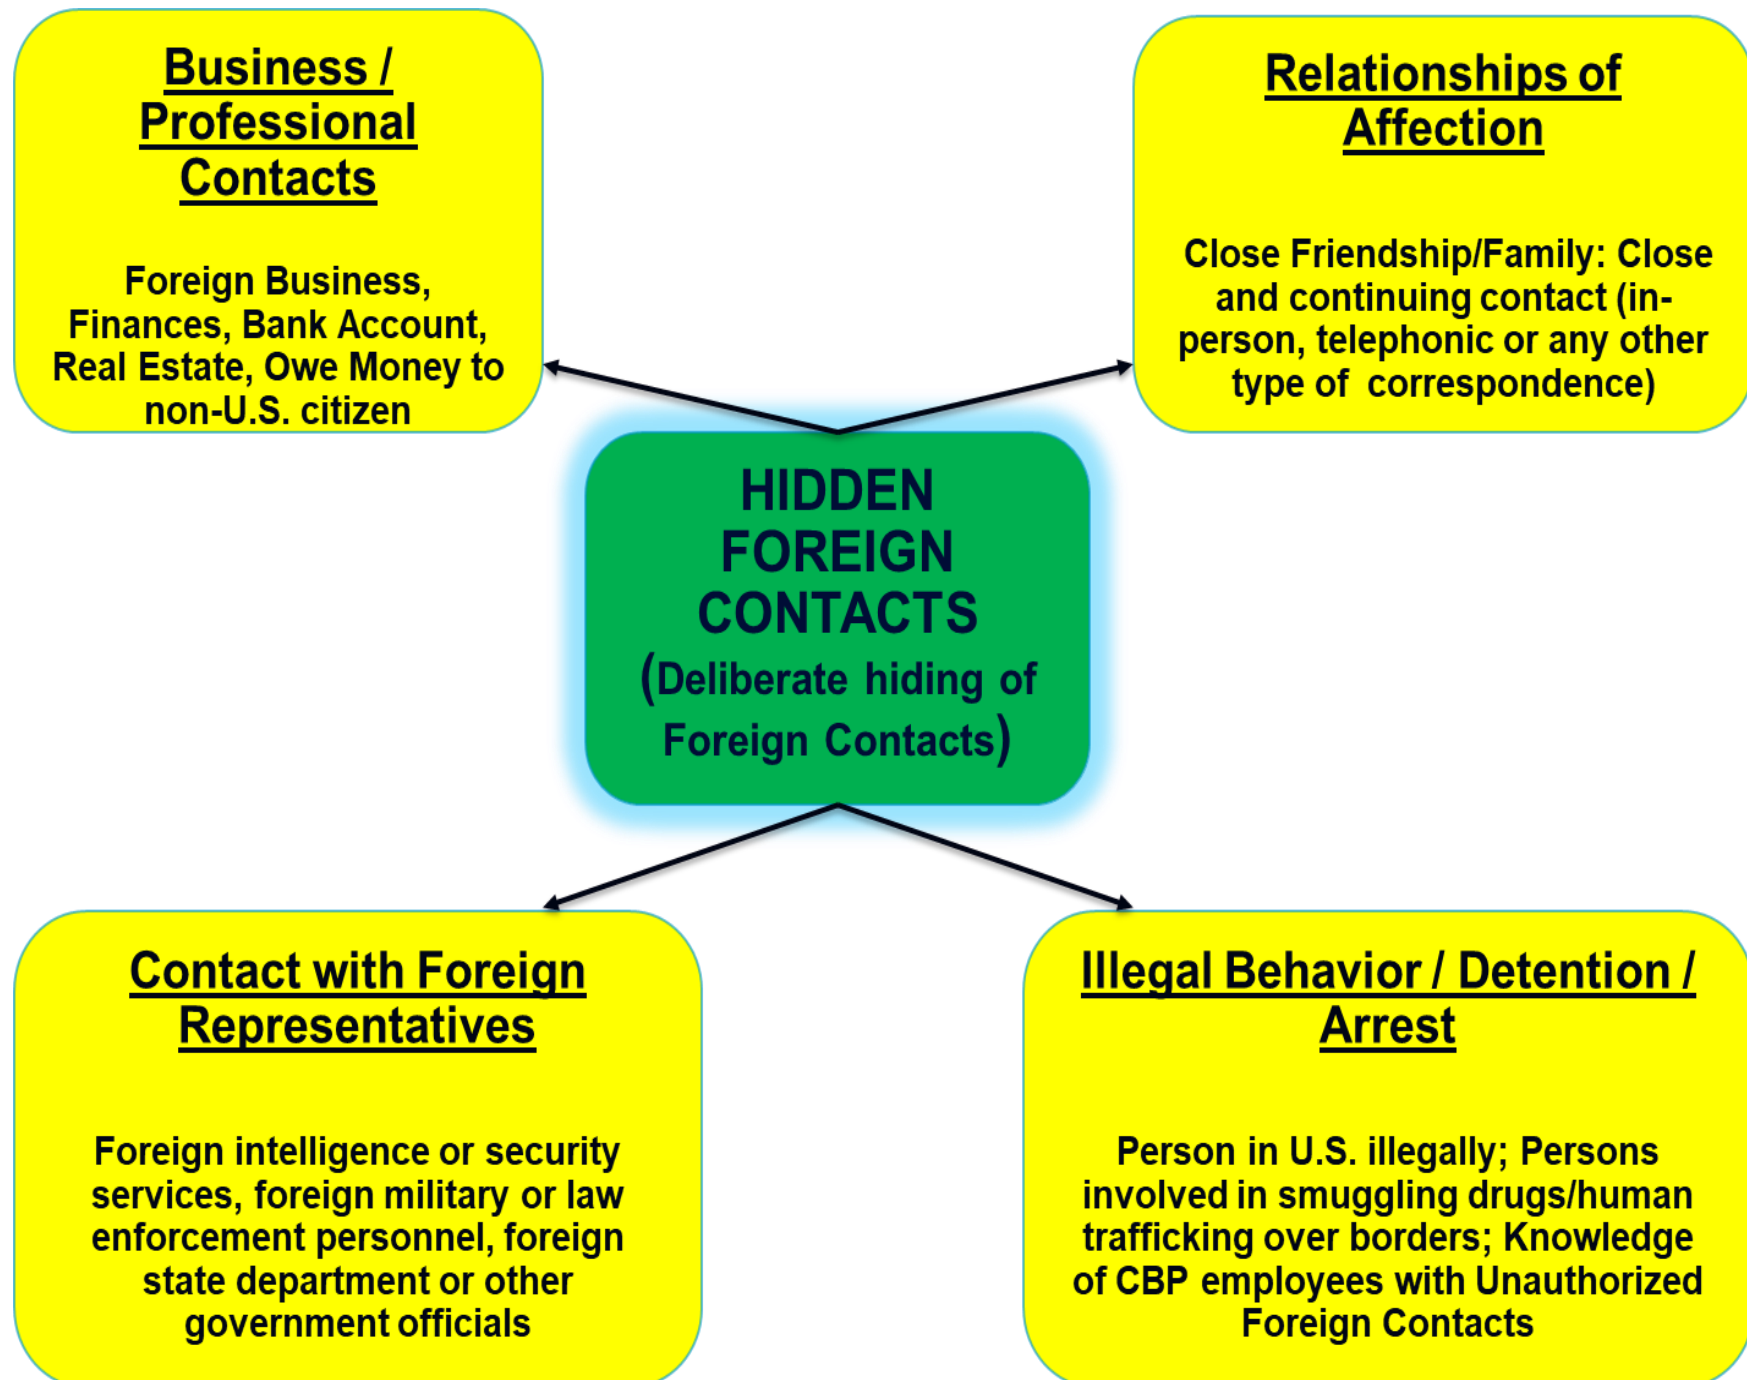 Business /
Professional
Contacts
Foreign Business,
Finances, Bank Account,
Real Estate, Owe Money to
non-U.S. citizen
Relationships of
Affection
Close Friendship/Family: Close
and continuing contact (in-
person, telephonic or any other
type of correspondence)
HIDDEN
FOREIGN
CONTACTS
(Deliberate hiding of
Foreign Contacts)
Contact with Foreign
Representatives
Foreign intelligence or security
services, foreign military or law
enforcement personnel, foreign
state department or other
government officials
Illegal Behavior / Detention /
Arrest
Person in U.S. illegally; Persons
involved in smuggling drugs/human
trafficking over borders; Knowledge
of CBP employees with Unauthorized
Foreign Contacts